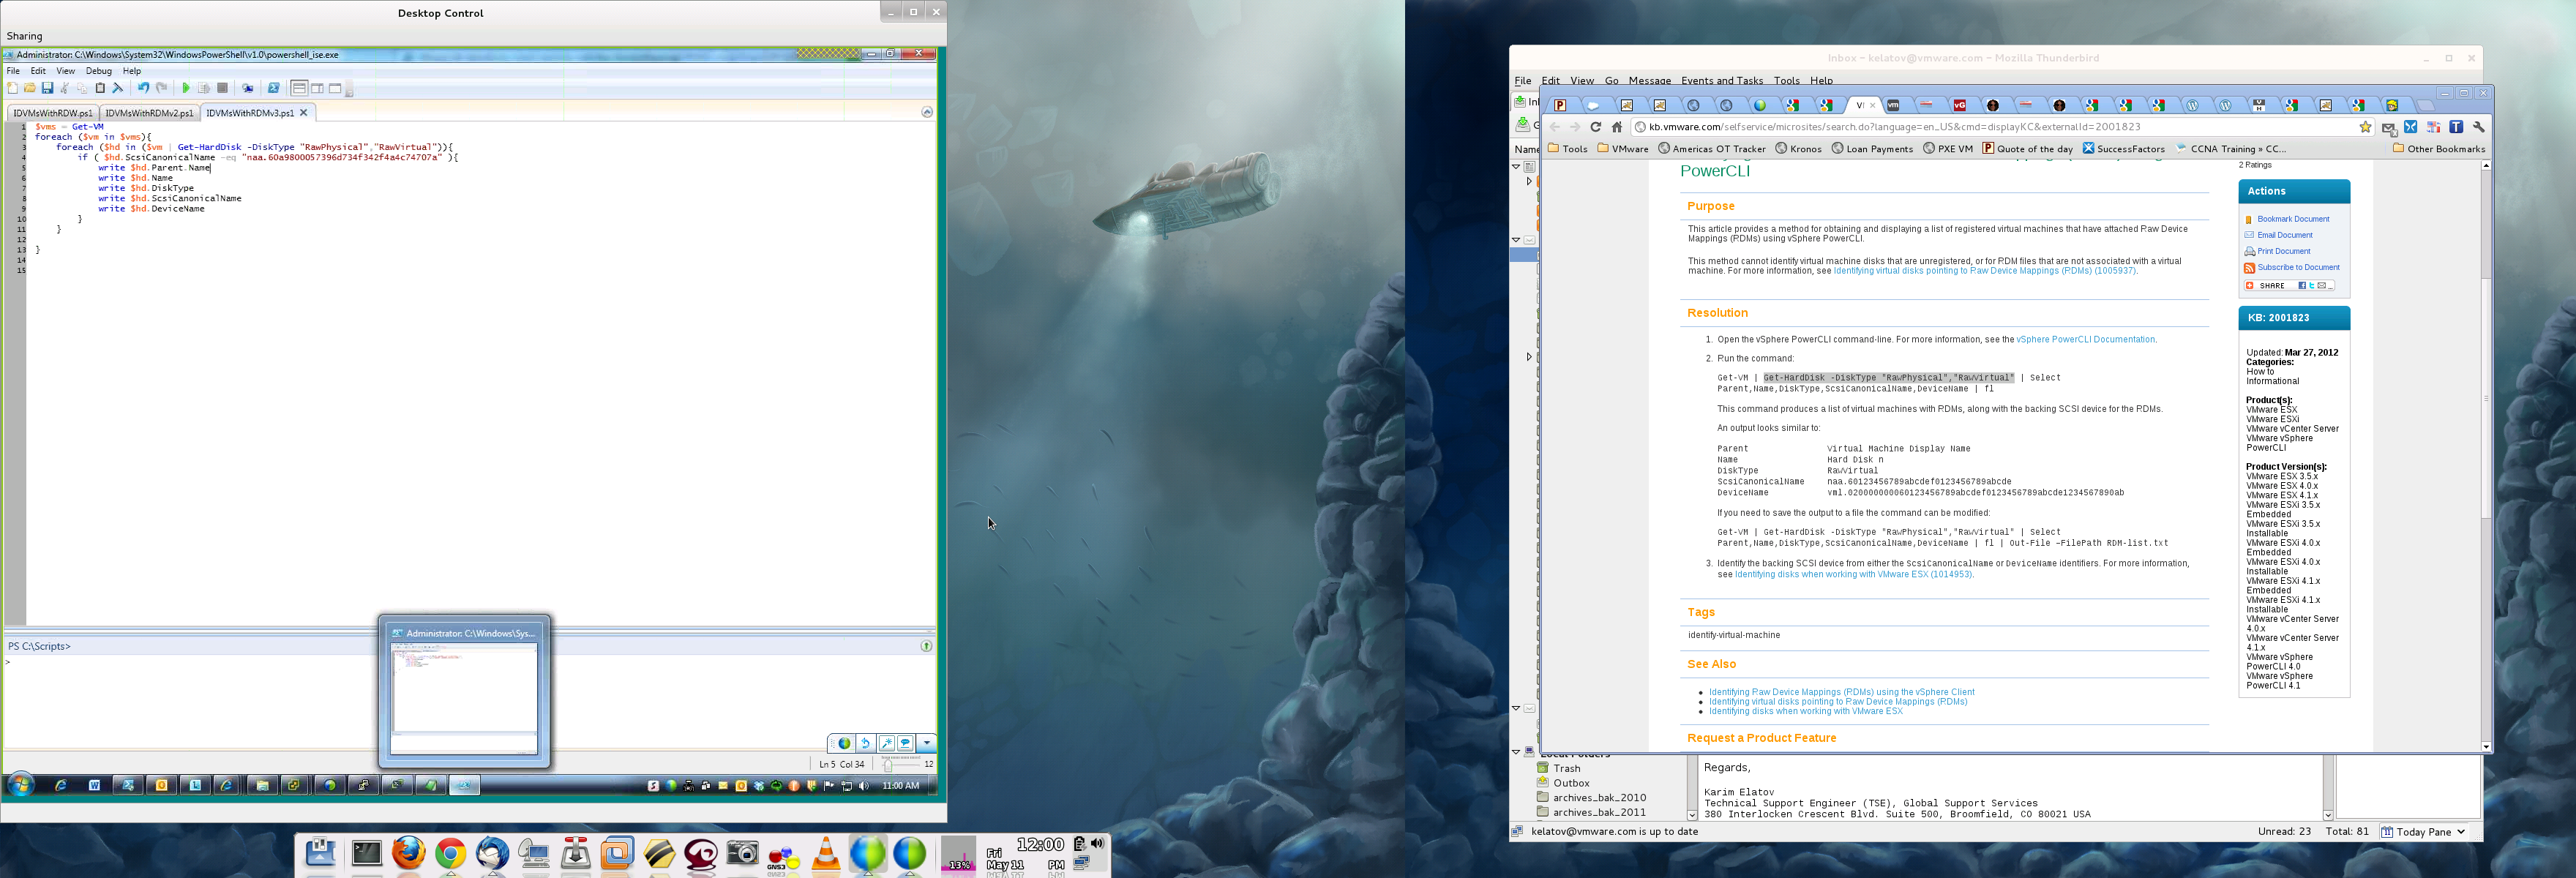 Desktop Control
Sharing
Administrator: C:\Windows\System32\WindowsPowerShell\v1.0\powershell_ise.exe
File Edit View Debug Help
IDVMsWithRDW.ps1 IDVMsWithRDMv2.ps1 IDVMsWithRDMv3.ps1
1 $vms = Get-VM
2 foreach ($vm in $vms){
3 foreach ($hd in ($vm | Get-HardDisk -DiskType "RawPhysical","RawVirtual")){
4 if ( $hd.ScsiCanonicalName -eq "naa.60a9800057396d734f342f4a4c74707a" ){
5 write $hd.Parent.Name
6 write $hd.Name
7 write $hd.DiskType
8 write $hd.ScsiCanonicalName
9 write $hd.DeviceName
10 }
11 }
12
13 }
14
15
Administrator: C:\Windows\Sys...
PS C:\Scripts>
>
Ln 5 Col 34 12
11:00 AM
GNS3
13%
Fri
May 11
12:00
PM
Inbox - kelatov@vmware.com - Mozilla Thunderbird
File Edit View Go Message Events and Tasks Tools Help
kb.vmware.com/selfservice/microsites/search.do?language=en_US&cmd=displayKC&externalId=2001823
Tools VMware Americas OT Tracker Kronos Loan Payments PXE VM Quote of the day SuccessFactors CCNA Training » CC... Other Bookmarks
PowerCLI
Purpose
This article provides a method for obtaining and displaying a list of registered virtual machines that have attached Raw Device
Mappings (RDMs) using vSphere PowerCLI.
This method cannot identify virtual machine disks that are unregistered, or for RDM files that are not associated with a virtual
machine. For more information, see Identifying virtual disks pointing to Raw Device Mappings (RDMs) (1005937).
Resolution
1. Open the vSphere PowerCLI command-line. For more information, see the vSphere PowerCLI Documentation.
2. Run the command:
Get-VM | Get-HardDisk -DiskType "RawPhysical","RawVirtual" | Select
Parent,Name,DiskType,ScsiCanonicalName,DeviceName | fl
This command produces a list of virtual machines with RDMs, along with the backing SCSI device for the RDMs.
An output looks similar to:
Parent Virtual Machine Display Name
Name Hard Disk n
DiskType RawVirtual
ScsiCanonicalName naa.60123456789abcdef0123456789abcde
DeviceName vml.020000000060123456789abcdef0123456789abcde1234567890ab
If you need to save the output to a file the command can be modified:
Get-VM | Get-HardDisk -DiskType "RawPhysical","RawVirtual" | Select
Parent,Name,DiskType,ScsiCanonicalName,DeviceName | fl | Out-File –FilePath RDM-list.txt
3. Identify the backing SCSI device from either the ScsiCanonicalName or DeviceName identifiers. For more information,
see Identifying disks when working with VMware ESX (1014953).
Tags
identify-virtual-machine
See Also
Identifying Raw Device Mappings (RDMs) using the vSphere Client
Identifying virtual disks pointing to Raw Device Mappings (RDMs)
Identifying disks when working with VMware ESX
Request a Product Feature
2 Ratings
Actions
Bookmark Document
Email Document
Print Document
Subscribe to Document
SHARE
KB: 2001823
Updated: Mar 27, 2012
Categories:
How to
Informational
Product(s):
VMware ESX
VMware ESXi
VMware vCenter Server
VMware vSphere
PowerCLI
Product Version(s):
VMware ESX 3.5.x
VMware ESX 4.0.x
VMware ESX 4.1.x
VMware ESXi 3.5.x
Embedded
VMware ESXi 3.5.x
Installable
VMware ESXi 4.0.x
Embedded
VMware ESXi 4.0.x
Installable
VMware ESXi 4.1.x
Embedded
VMware ESXi 4.1.x
Installable
VMware vCenter Server
4.0.x
VMware vCenter Server
4.1.x
VMware vSphere
PowerCLI 4.0
VMware vSphere
PowerCLI 4.1
Local Folders
Trash
Outbox
archives_bak_2010
archives_bak_2011
Regards,
Karim Elatov
Technical Support Engineer (TSE), Global Support Services
380 Interlocken Crescent Blvd. Suite 500, Broomfield, CO 80021 USA
kelatov@vmware.com is up to date
Unread: 23 Total: 81 Today Pane